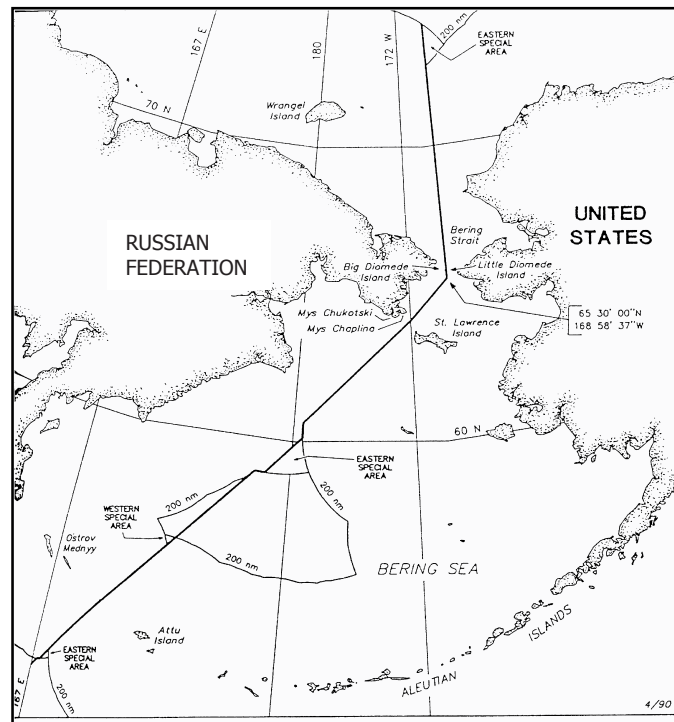 200 nm
EASTERN
SPECIAL
AREA
167 E
180
172 W
Wrangel
Island
70 N
UNITED
STATES
Bering
Strait
RUSSIAN
FEDERATION
Big Diomede
Island
Little Diomede
Island
65 30' 00"N
168 58' 37"W
Mys Chukotski
Mys Chaplina
St. Lawrence
Island
60 N
EASTERN
SPECIAL
AREA
200 nm
200 nm
WESTERN
SPECIAL
AREA
200 nm
Ostrov
Mednyy
BERING SEA
Attu
Island
EASTERN
SPECIAL
AREA
ALEUTIAN
ISLANDS
167 E
200 nm
4/90